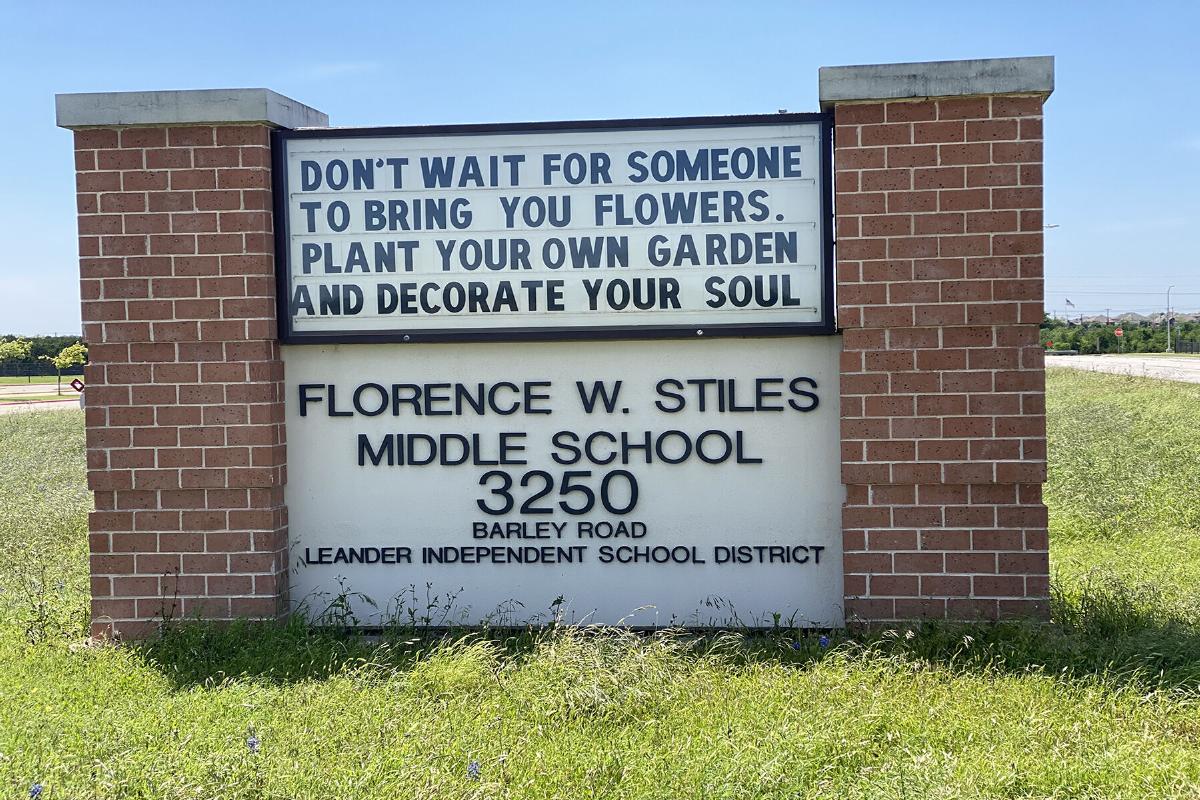 DON'T WAIT FOR SOMEONE
TO BRING YOU FLOWERS.
PLANT YOUR OWN GARDEN
AND DECORATE YOUR SOUL
FLORENCE W. STILES
MIDDLE SCHOOL
3250
BARLEY ROAD
LEANDER INDEPENDENT SCHOOL DISTRICT